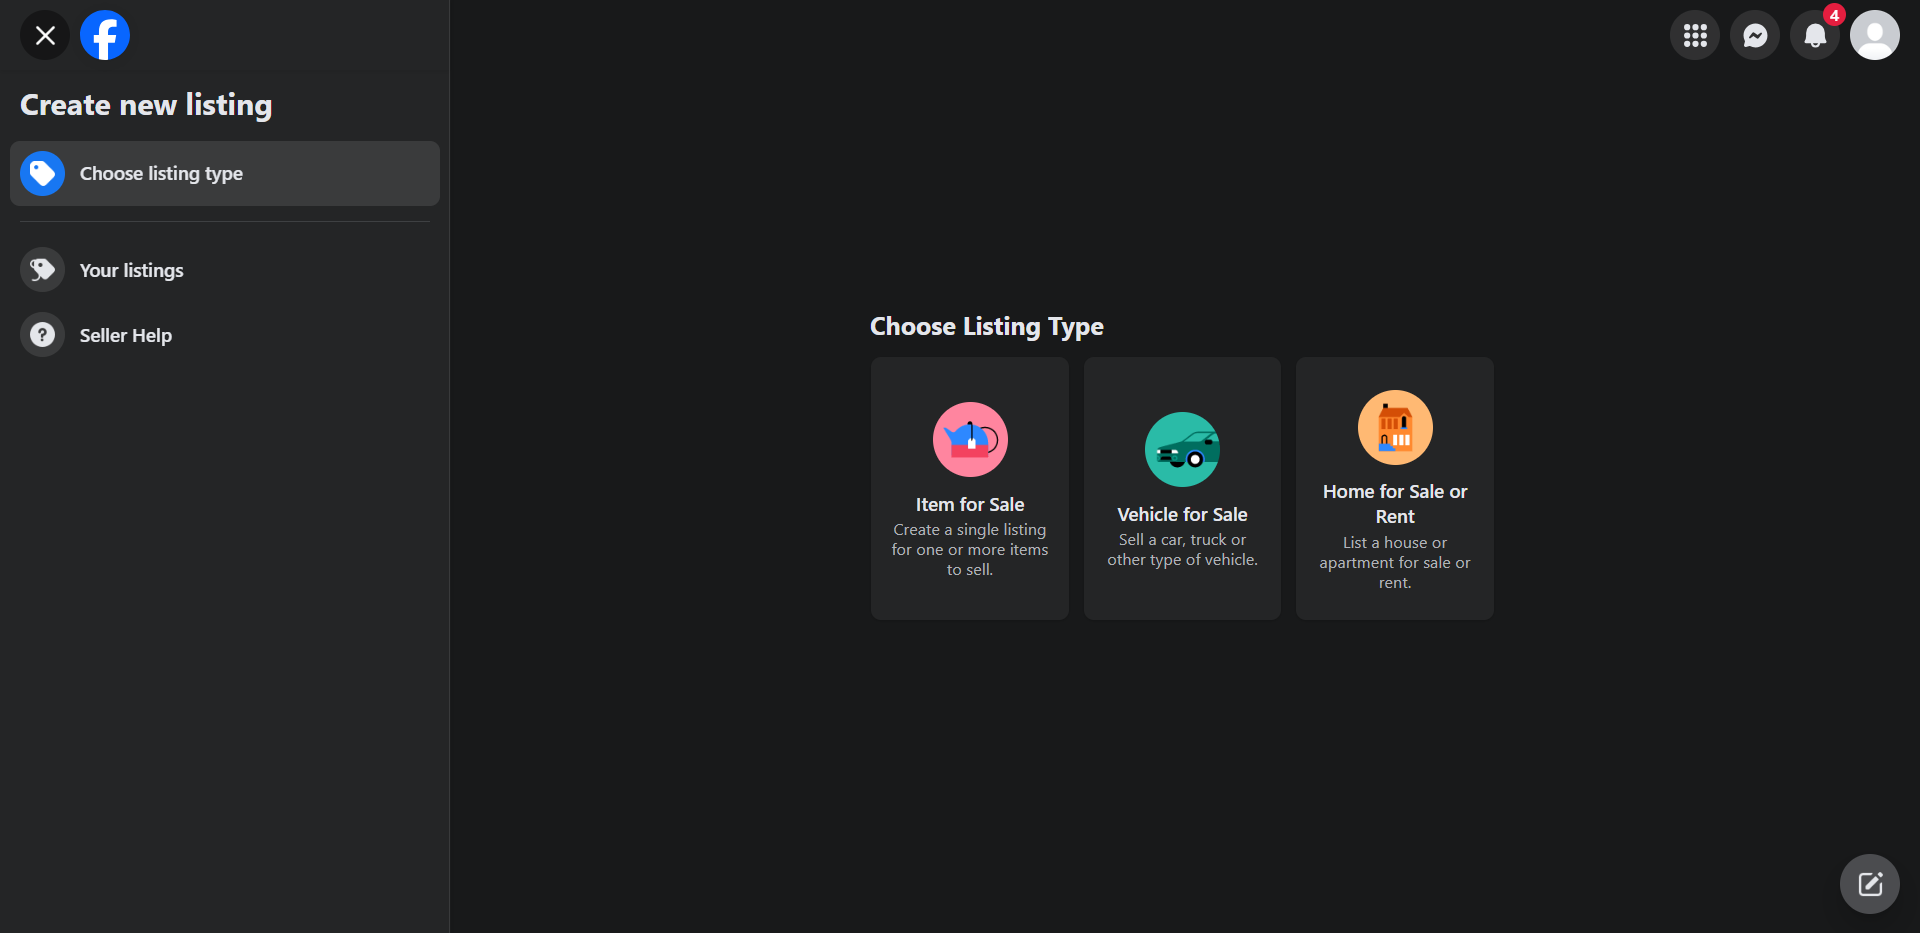 Create new listing
Choose listing type
Your listings
Seller Help
4
Choose Listing Type
Item for Sale
Create a single listing
for one or more items
to sell.
Vehicle for Sale
Sell a car, truck or
other type of vehicle.
Home for Sale or
Rent
List a house or
apartment for sale or
rent.